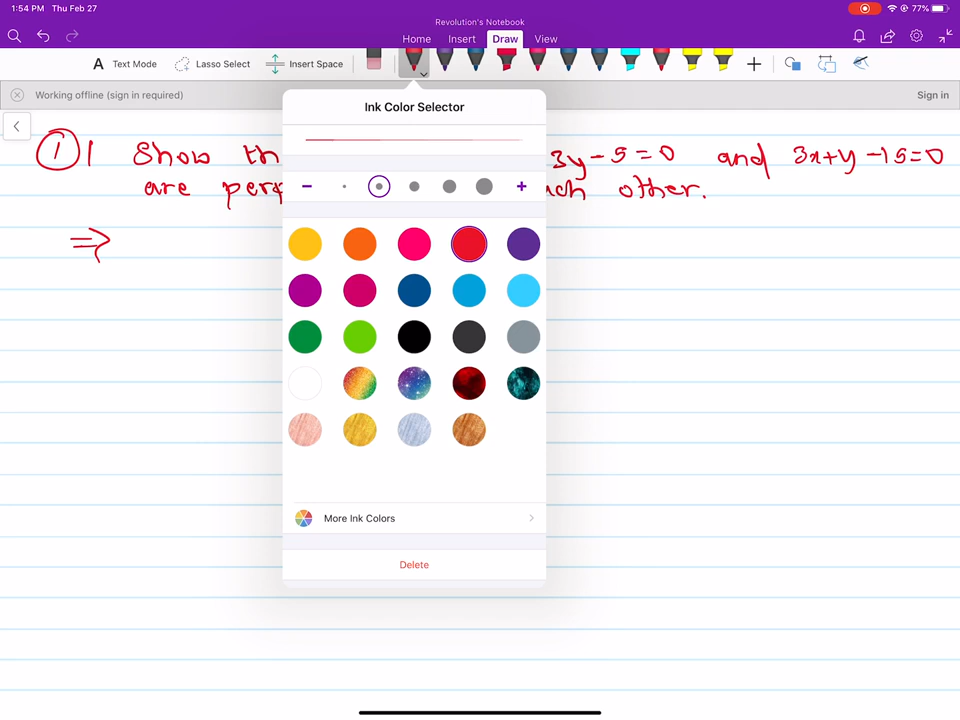 1:54 PM Thu Feb 27 77%
Revolution's Notebook
Home Insert Draw View
A Text Mode Lasso Select Insert Space
Working offline (sign in required) Sign in
Ink Color Selector
① | Show th 3y - 5 = 0 and 3x+y -15=0
are per ach other.
⇒
More Ink Colors
Delete